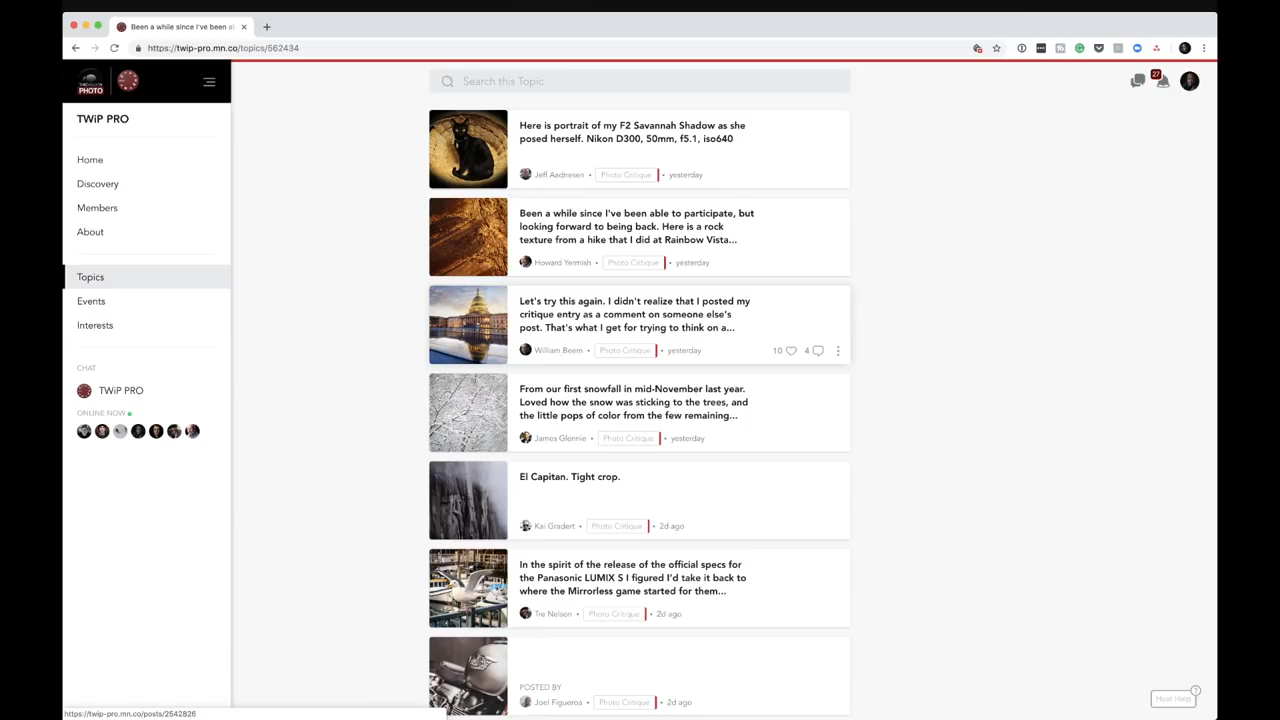 Been a while since I've been ab
https://twip-pro.mn.co/topics/562434
PHOTO
Search this Topic
27
TWiP PRO
Home
Discovery
Members
About
Topics
Events
Interests
CHAT
TWiP PRO
ONLINE NOW
Here is portrait of my F2 Savannah Shadow as she
posed herself. Nikon D300, 50mm, f5.1, iso640
Jeff Aadnesen • Photo Critique • yesterday
Been a while since I've been able to participate, but
looking forward to being back. Here is a rock
texture from a hike that I did at Rainbow Vista...
Howard Yermish • Photo Critique • yesterday
Let's try this again. I didn't realize that I posted my
critique entry as a comment on someone else's
post. That's what I get for trying to think on a...
William Beem • Photo Critique • yesterday
10 4
From our first snowfall in mid-November last year.
Loved how the snow was sticking to the trees, and
the little pops of color from the few remaining...
James Glennie • Photo Critique • yesterday
El Capitan. Tight crop.
Kai Gradert • Photo Critique • 2d ago
In the spirit of the release of the official specs for
the Panasonic LUMIX S I figured I'd take it back to
where the Mirrorless game started for them...
Tre Nelson • Photo Critique • 2d ago
POSTED BY
Joel Figueroa • Photo Critique • 2d ago
Host Help
?
https://twip-pro.mn.co/posts/2542826